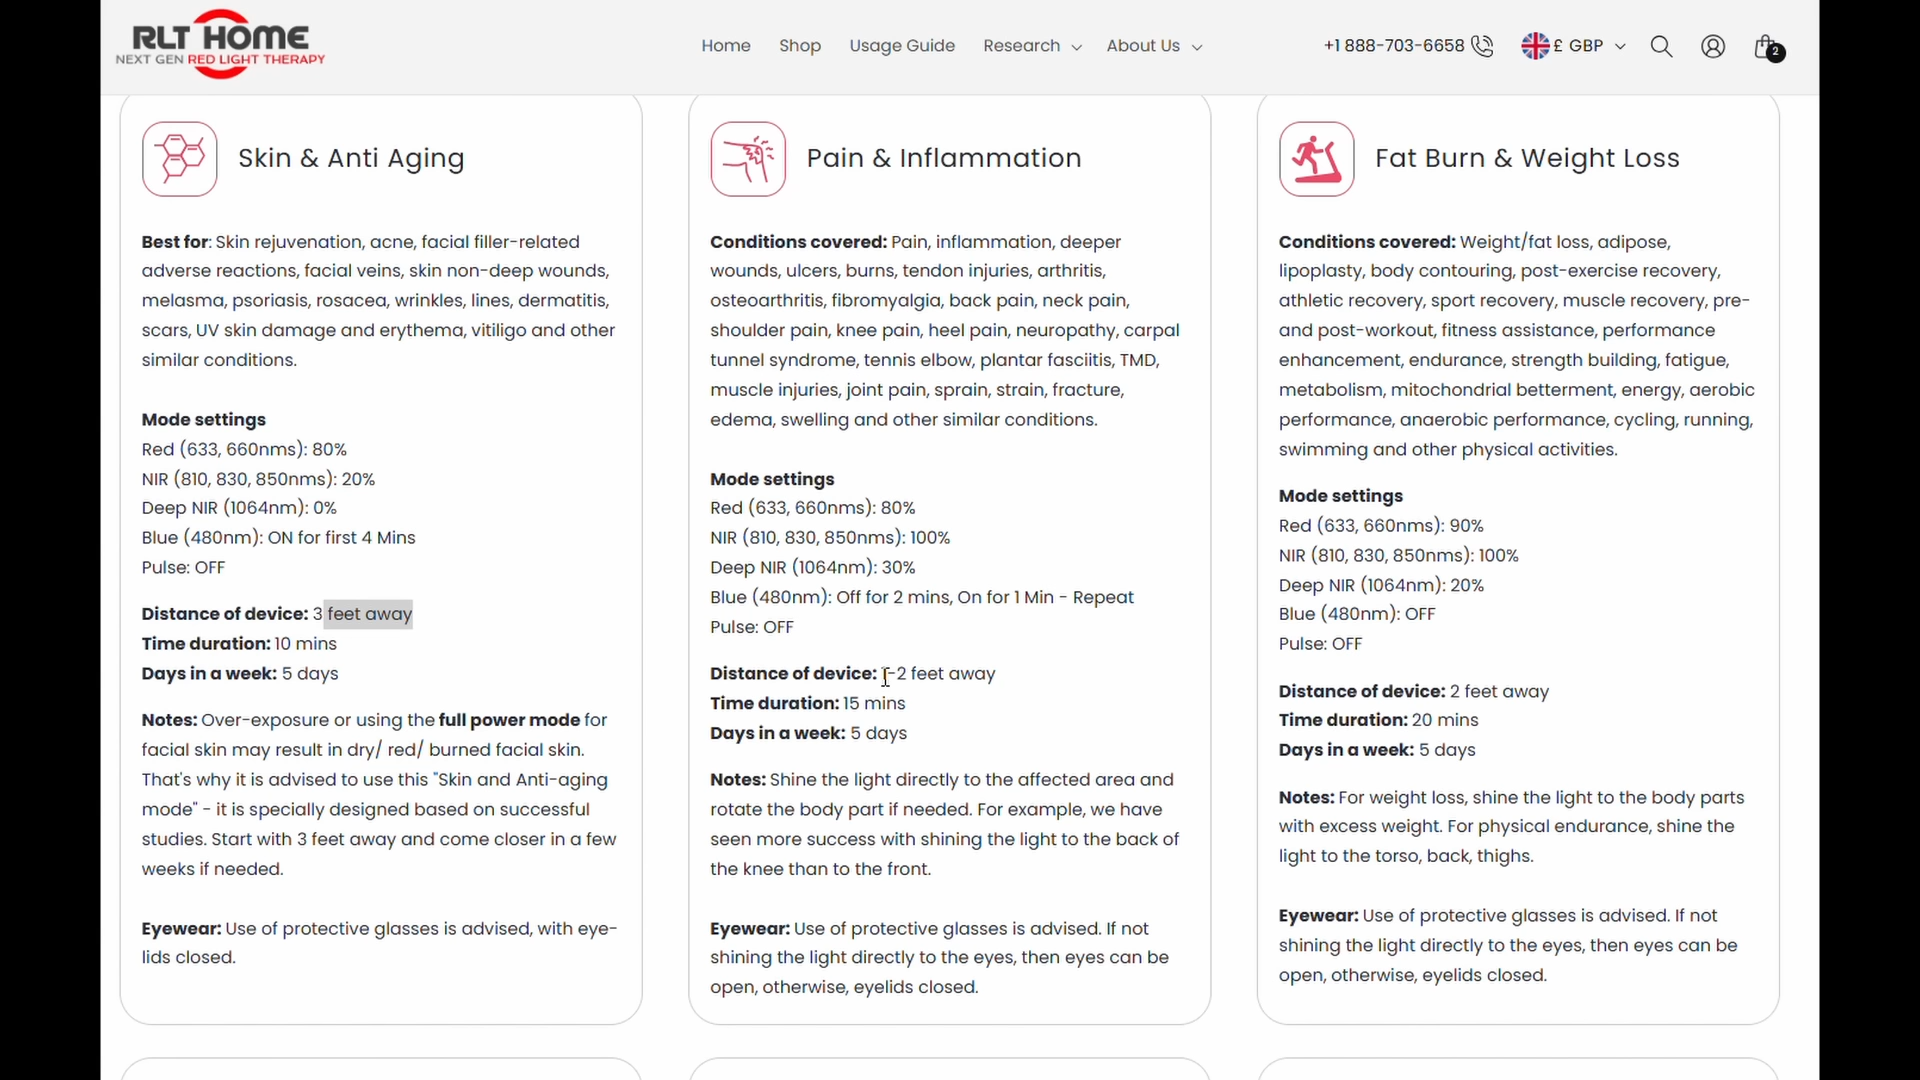 RLT HOME
NEXT GEN RED LIGHT THERAPY
Home
Shop
Usage Guide
Research
About Us
+1 888-703-6658
£ GBP
2
Skin & Anti Aging
Best for: Skin rejuvenation, acne, facial filler-related
adverse reactions, facial veins, skin non-deep wounds,
melasma, psoriasis, rosacea, wrinkles, lines, dermatitis,
scars, UV skin damage and erythema, vitiligo and other
similar conditions.
Mode settings
Red (633, 660nms): 80%
NIR (810, 830, 850nms): 20%
Deep NIR (1064nm): 0%
Blue (480nm): ON for first 4 Mins
Pulse: OFF
Distance of device: 3 feet away
Time duration: 10 mins
Days in a week: 5 days
Notes: Over-exposure or using the full power mode for
facial skin may result in dry/ red/ burned facial skin.
That's why it is advised to use this "Skin and Anti-aging
mode" - it is specially designed based on successful
studies. Start with 3 feet away and come closer in a few
weeks if needed.
Eyewear: Use of protective glasses is advised, with eye-
lids closed.
Pain & Inflammation
Conditions covered: Pain, inflammation, deeper
wounds, ulcers, burns, tendon injuries, arthritis,
osteoarthritis, fibromyalgia, back pain, neck pain,
shoulder pain, knee pain, heel pain, neuropathy, carpal
tunnel syndrome, tennis elbow, plantar fasciitis, TMD,
muscle injuries, joint pain, sprain, strain, fracture,
edema, swelling and other similar conditions.
Mode settings
Red (633, 660nms): 80%
NIR (810, 830, 850nms): 100%
Deep NIR (1064nm): 30%
Blue (480nm): Off for 2 mins, On for 1 Min - Repeat
Pulse: OFF
Distance of device: 1-2 feet away
Time duration: 15 mins
Days in a week: 5 days
Notes: Shine the light directly to the affected area and
rotate the body part if needed. For example, we have
seen more success with shining the light to the back of
the knee than to the front.
Eyewear: Use of protective glasses is advised. If not
shining the light directly to the eyes, then eyes can be
open, otherwise, eyelids closed.
Fat Burn & Weight Loss
Conditions covered: Weight/fat loss, adipose,
lipoplasty, body contouring, post-exercise recovery,
athletic recovery, sport recovery, muscle recovery, pre-
and post-workout, fitness assistance, performance
enhancement, endurance, strength building, fatigue,
metabolism, mitochondrial betterment, energy, aerobic
performance, anaerobic performance, cycling, running,
swimming and other physical activities.
Mode settings
Red (633, 660nms): 90%
NIR (810, 830, 850nms): 100%
Deep NIR (1064nm): 20%
Blue (480nm): OFF
Pulse: OFF
Distance of device: 2 feet away
Time duration: 20 mins
Days in a week: 5 days
Notes: For weight loss, shine the light to the body parts
with excess weight. For physical endurance, shine the
light to the torso, back, thighs.
Eyewear: Use of protective glasses is advised. If not
shining the light directly to the eyes, then eyes can be
open, otherwise, eyelids closed.